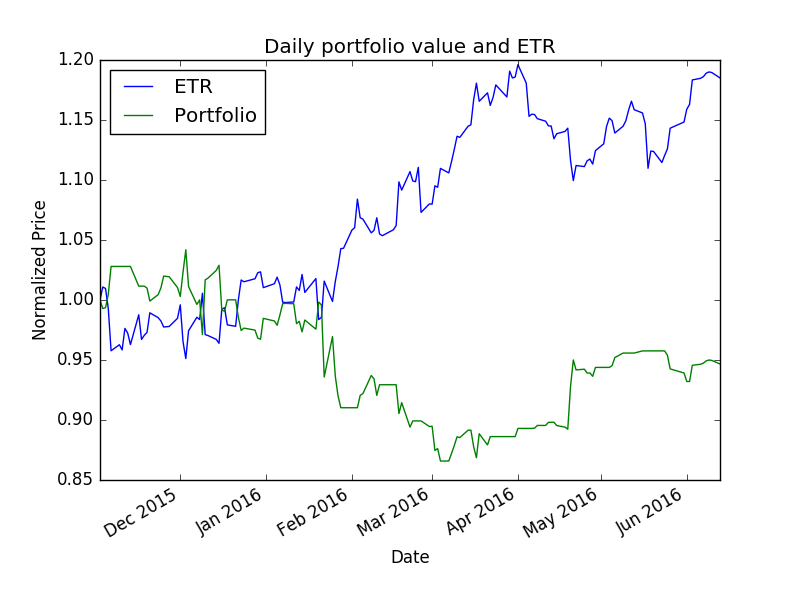 Daily portfolio value and ETR
1.20
1.15
1.10
1.05
1.00
0.95
0.90
0.85
Normalized Price
ETR
Portfolio
Dec 2015
Jan 2016
Feb 2016
Mar 2016
Apr 2016
May 2016
Jun 2016
Date